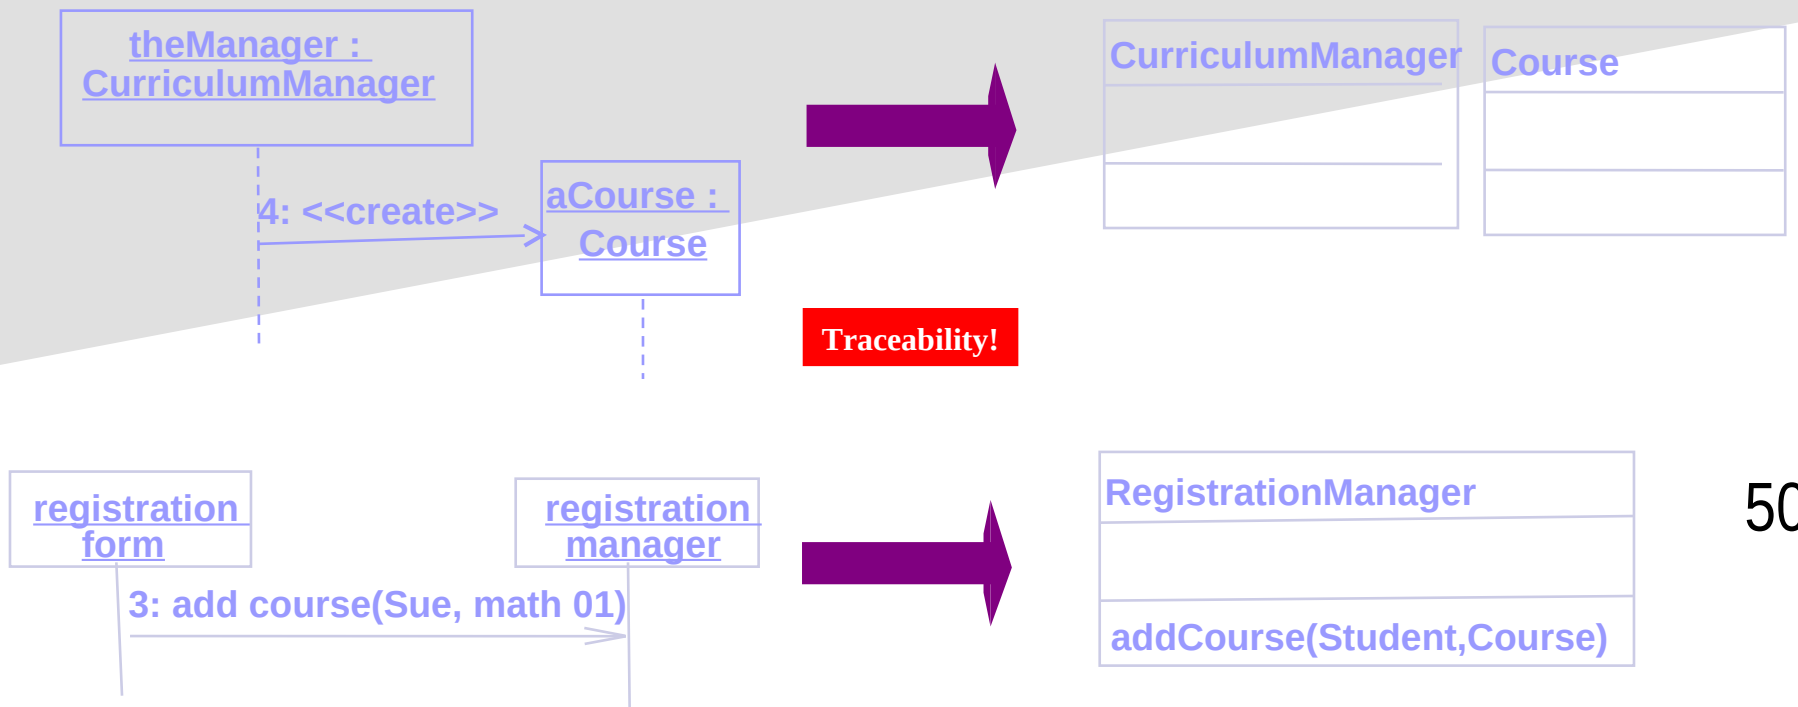 theManager :
CurriculumManager
4: <<create>>
aCourse :
Course
CurriculumManager
Course
Traceability!
registration
form
registration
manager
3: add course(Sue, math 01)
RegistrationManager
addCourse(Student,Course)
50